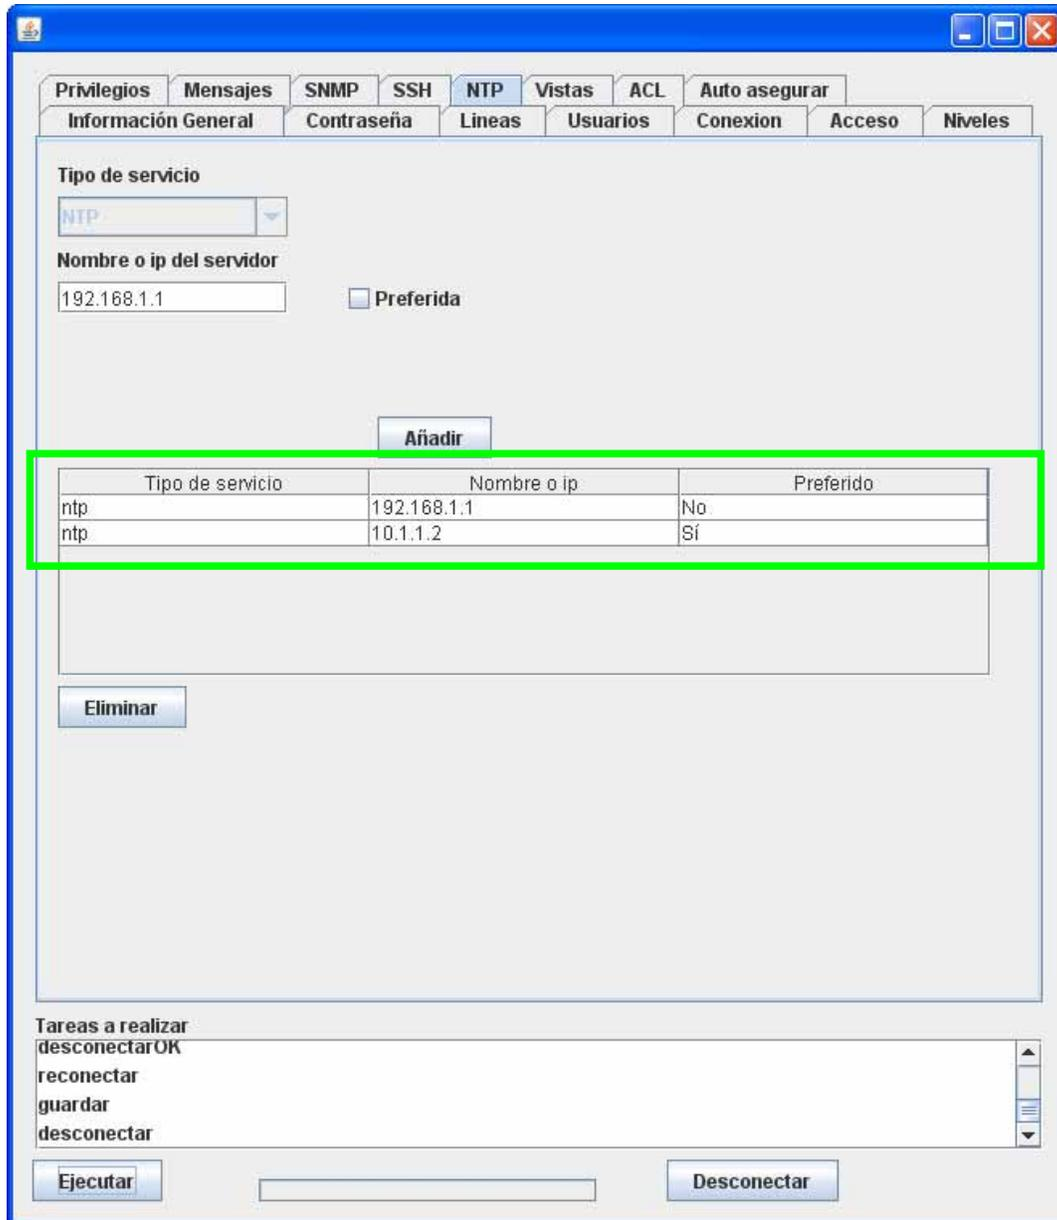 Privilegios Mensajes SNMP SSH NTP Vistas ACL Auto asegurar
Información General Contraseña Lineas Usuarios Conexion Acceso Niveles
Tipo de servicio
NTP
Nombre o ip del servidor
192.168.1.1 Preferida
Añadir
Tipo de servicio Nombre o ip Preferido
ntp 192.168.1.1 No
ntp 10.1.1.2 Sí
Eliminar
Tareas a realizar
desconectarOK
reconectar
guardar
desconectar
Ejecutar Desconectar